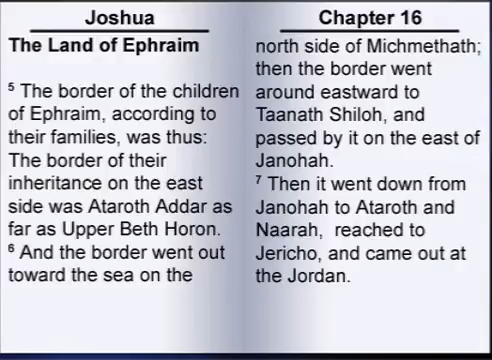 Joshua
The Land of Ephraim
5 The border of the children
of Ephraim, according to
their families, was thus:
The border of their
inheritance on the east
side was Ataroth Addar as
far as Upper Beth Horon.
6 And the border went out
toward the sea on the
Chapter 16
north side of Michmethath;
then the border went
around eastward to
Taanath Shiloh, and
passed by it on the east of
Janohah.
7 Then it went down from
Janohah to Ataroth and
Naarah, reached to
Jericho, and came out at
the Jordan.